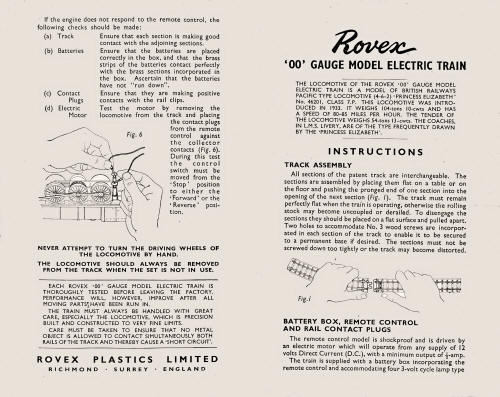 If the engine does not respond to the remote control, the
following checks should be made:
(a) Track Ensure that each section is making good
contact with the adjoining sections.
(b) Batteries Ensure that the batteries are placed
correctly in the box, and that the brass
strips of the batteries contact perfectly
with the brass sections incorporated in
the box. Ascertain that the batteries
have not "run down".
(c) Contact Ensure that they are making positive
Plugs contacts with the rail clips.
(d) Electric Test the motor by removing the
Motor locomotive from the track and placing
the contact plugs
from the remote
control against
the collector
contacts (Fig. 6).
During this test
the control
switch must be
moved from the
'Stop' position
to either the
'Forward' or the
'Reverse' posi-
tion.
Fig. 6
NEVER ATTEMPT TO TURN THE DRIVING WHEELS OF
THE LOCOMOTIVE BY HAND.
THE LOCOMOTIVE SHOULD ALWAYS BE REMOVED
FROM THE TRACK WHEN THE SET IS NOT IN USE.
EACH ROVEX '00' GAUGE MODEL ELECTRIC TRAIN IS
THOROUGHLY TESTED BEFORE LEAVING THE FACTORY.
PERFORMANCE WILL, HOWEVER, IMPROVE AFTER ALL
MOVING PARTS HAVE BEEN RUN IN.
THE TRAIN MUST ALWAYS BE HANDLED WITH GREAT
CARE, ESPECIALLY THE LOCOMOTIVE, WHICH IS PRECISION
BUILT AND CONSTRUCTED TO VERY FINE LIMITS.
CARE MUST BE TAKEN TO ENSURE THAT NO METAL
OBJECT IS ALLOWED TO CONTACT SIMULTANEOUSLY BOTH
RAILS OF THE TRACK AND THEREBY CAUSE A 'SHORT CIRCUIT'.
ROVEX PLASTICS LIMITED
RICHMOND · SURREY · ENGLAND
Rovex
'00' GAUGE MODEL ELECTRIC TRAIN
THE LOCOMOTIVE OF THE ROVEX '00' GAUGE MODEL
ELECTRIC TRAIN IS A MODEL OF BRITISH RAILWAYS
PACIFIC TYPE LOCOMOTIVE (4-6-2) 'PRINCESS ELIZABETH'
No. 46201, CLASS 7.P. THIS LOCOMOTIVE WAS INTRO-
DUCED IN 1933. IT WEIGHS 104-tons 10-cwts AND HAS
A SPEED OF 80-85 MILES PER HOUR. THE TENDER OF
THE LOCOMOTIVE WEIGHS 54-tons 13-cwts. THE COACHES,
IN L.M.S. LIVERY, ARE OF THE TYPE FREQUENTLY DRAWN
BY THE 'PRINCESS ELIZABETH'.
INSTRUCTIONS
TRACK ASSEMBLY
All sections of the patent track are interchangeable. The
sections are assembled by placing them flat on a table or on
the floor and pushing the pronged end of one section into the
opening of the next section (Fig. 1). The track must remain
perfectly flat when the train is operating, otherwise the rolling
stock may become uncoupled or derailed. To disengage the
sections they should be placed on a flat surface and pulled apart.
Two holes to accommodate No. 3 wood screws are incorpor-
ated in each section of the track to enable it to be secured
to a permanent base if desired. The sections must not be
screwed down too tightly or the track may become distorted.
Fig.1
BATTERY BOX, REMOTE CONTROL
AND RAIL CONTACT PLUGS
The remote control model is shockproof and is driven by
an electric motor which will operate from any supply of 12
volts Direct Current (D.C.), with a minimum output of ½-amp.
The train is supplied with a battery box incorporating the
remote control and accommodating four 3-volt cycle lamp type